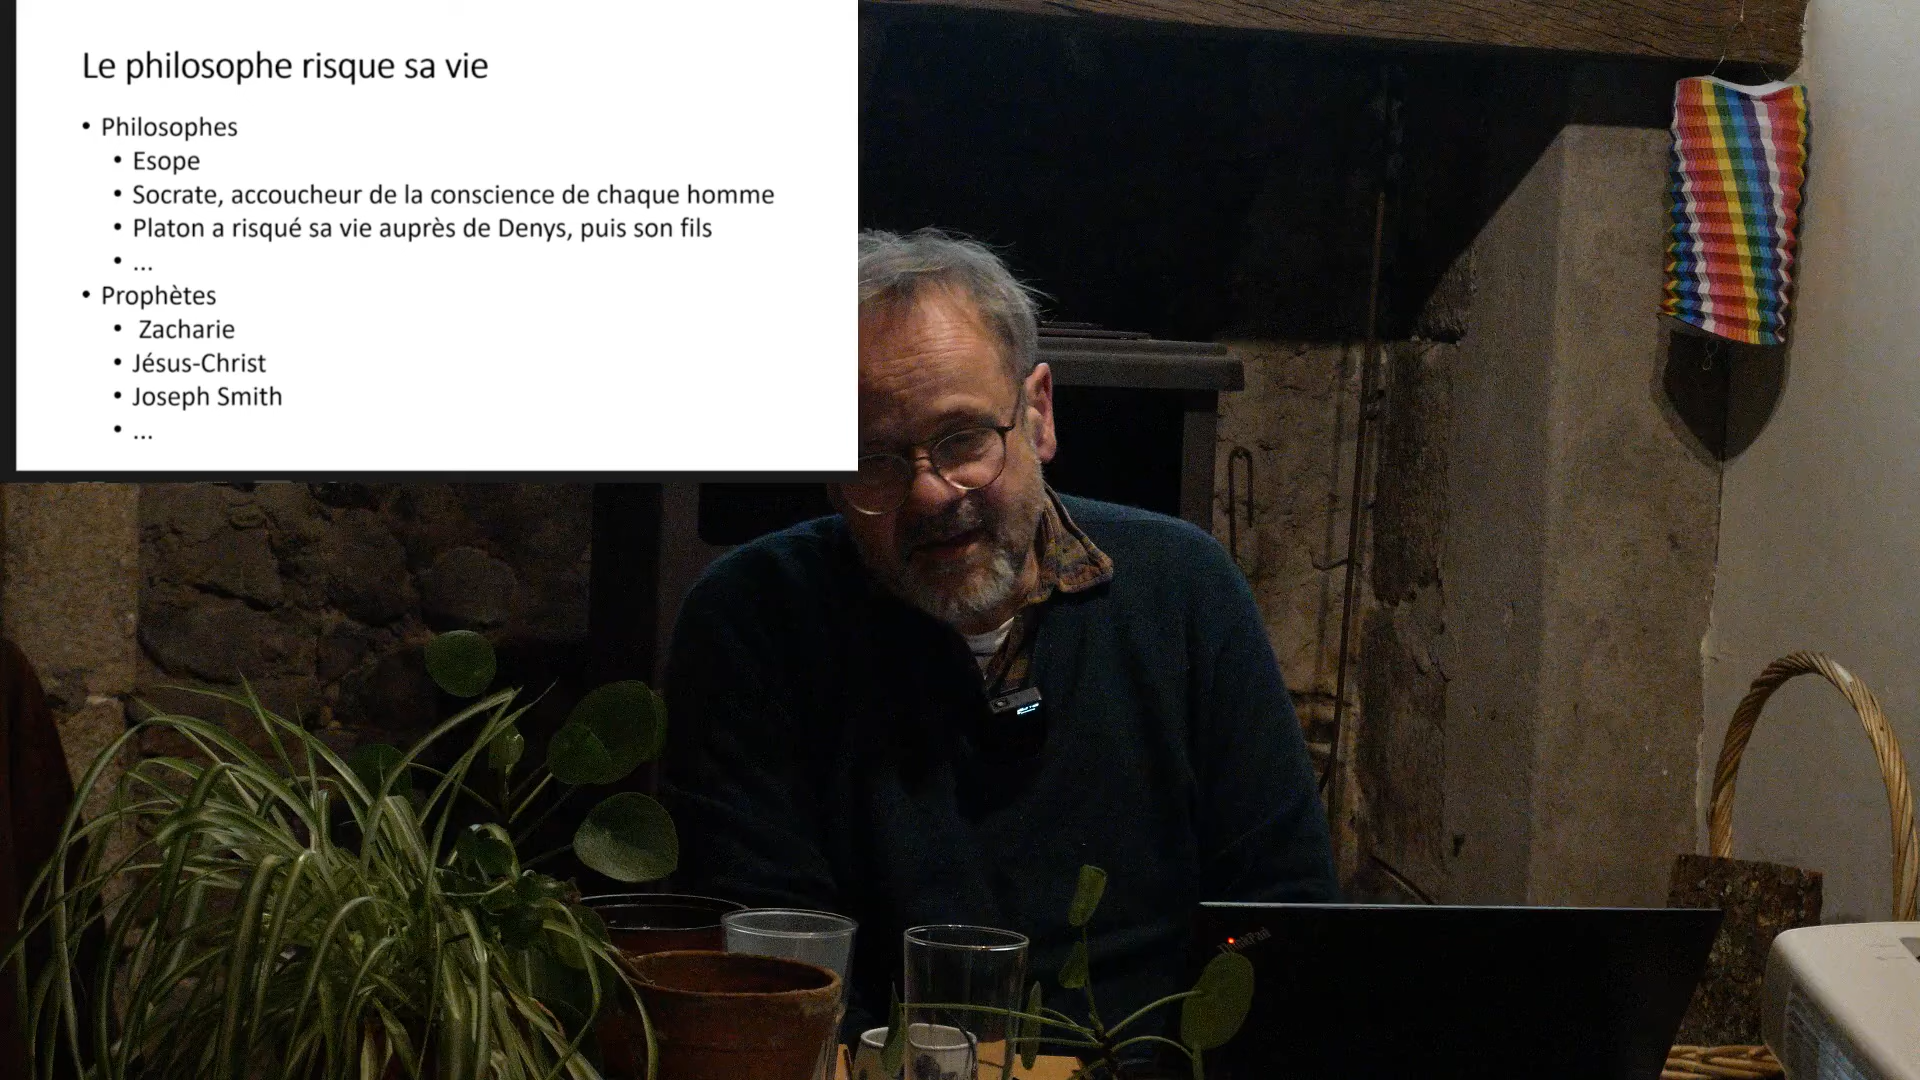 Le philosophe risque sa vie
• Philosophes
• Esope
• Socrate, accoucheur de la conscience de chaque homme
• Platon a risqué sa vie auprès de Denys, puis son fils
• ...
• Prophètes
• Zacharie
• Jésus-Christ
• Joseph Smith
• ...
ThinkPad